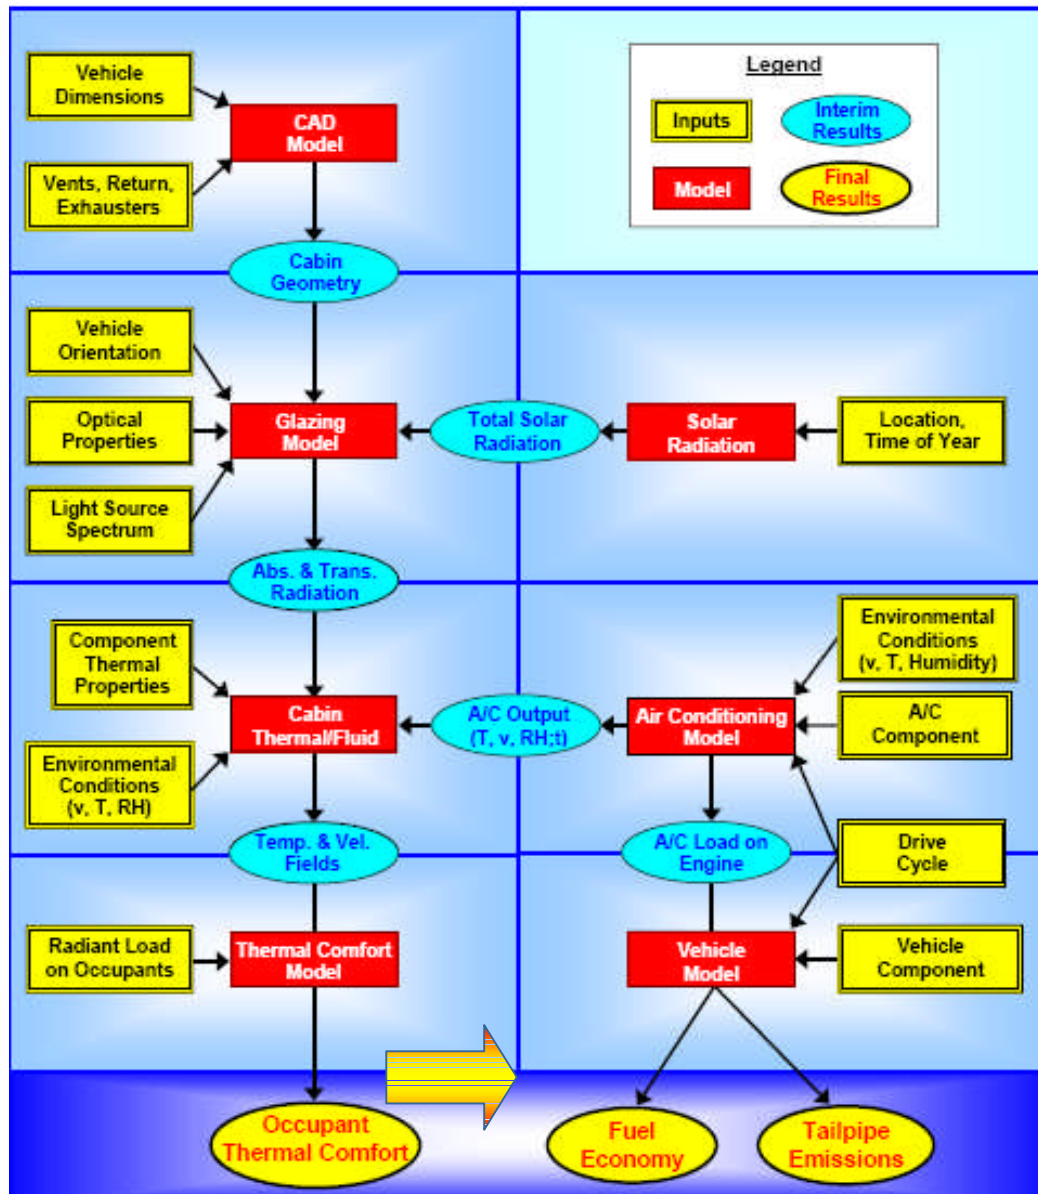 Vehicle
Dimensions
CAD
Model
Vents, Return,
Exhausters
Cabin
Geometry
Legend
Inputs
Interim
Results
Model
Final
Results
Vehicle
Orientation
Optical
Properties
Light Source
Spectrum
Glazing
Model
Total Solar
Radiation
Solar
Radiation
Location,
Time of Year
Abs. & Trans.
Radiation
Component
Thermal
Properties
Environmental
Conditions
(v, T, RH)
Cabin
Thermal/Fluid
A/C Output
(T, v, RH;t)
Air Conditioning
Model
Environmental
Conditions
(v, T, Humidity)
A/C
Component
Temp. & Vel.
Fields
A/C Load on
Engine
Drive
Cycle
Radiant Load
on Occupants
Thermal Comfort
Model
Vehicle
Model
Vehicle
Component
Occupant
Thermal Comfort
Fuel
Economy
Tailpipe
Emissions